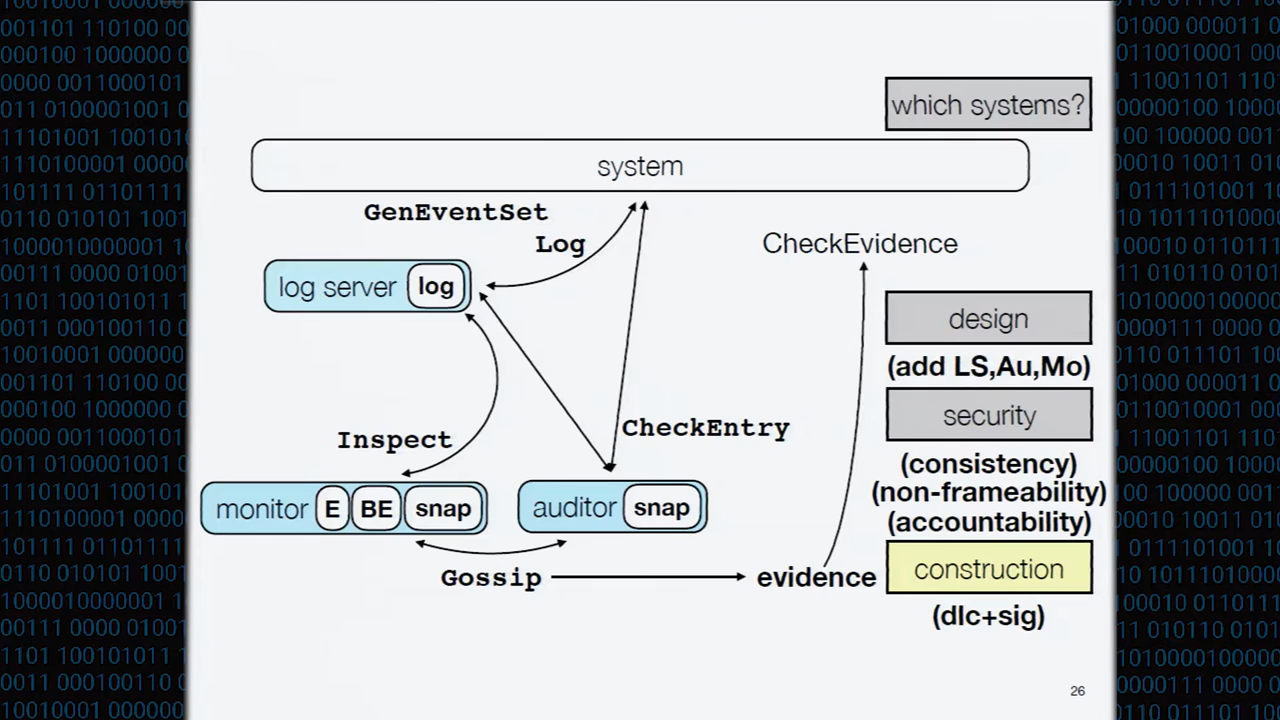 which systems?
system
GenEventSet
Log
CheckEvidence
log server log
design
(add LS,Au,Mo)
security
CheckEntry
Inspect
(consistency)
(non-frameability)
(accountability)
monitor E BE snap
auditor snap
Gossip
evidence
construction
(dlc+sig)
26